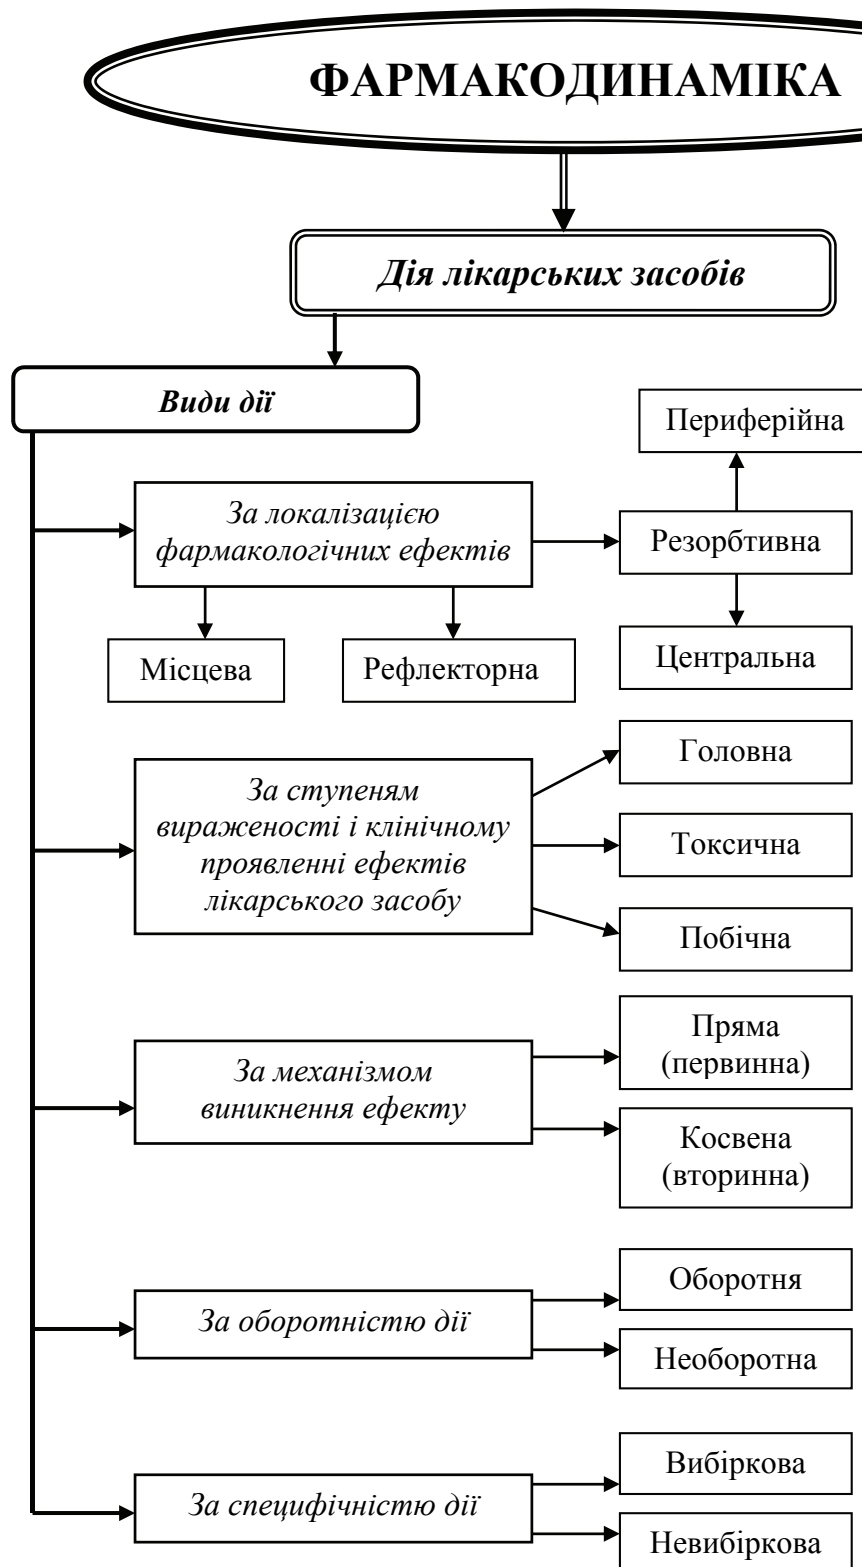 ФАРМАКОДИНАМІКА
Дія лікарських засобів
Види дії
Периферійна
За локалізацією
фармакологічних ефектів
Резорбтивна
Місцева
Рефлекторна
Центральна
За ступеням
вираженості і клінічному
проявленні ефектів
лікарського засобу
Головна
Токсична
Побічна
За механізмом
виникнення ефекту
Пряма
(первинна)
Косвена
(вторинна)
За оборотністю дії
Оборотня
Необоротна
За специфічністю дії
Вибіркова
Невибіркова